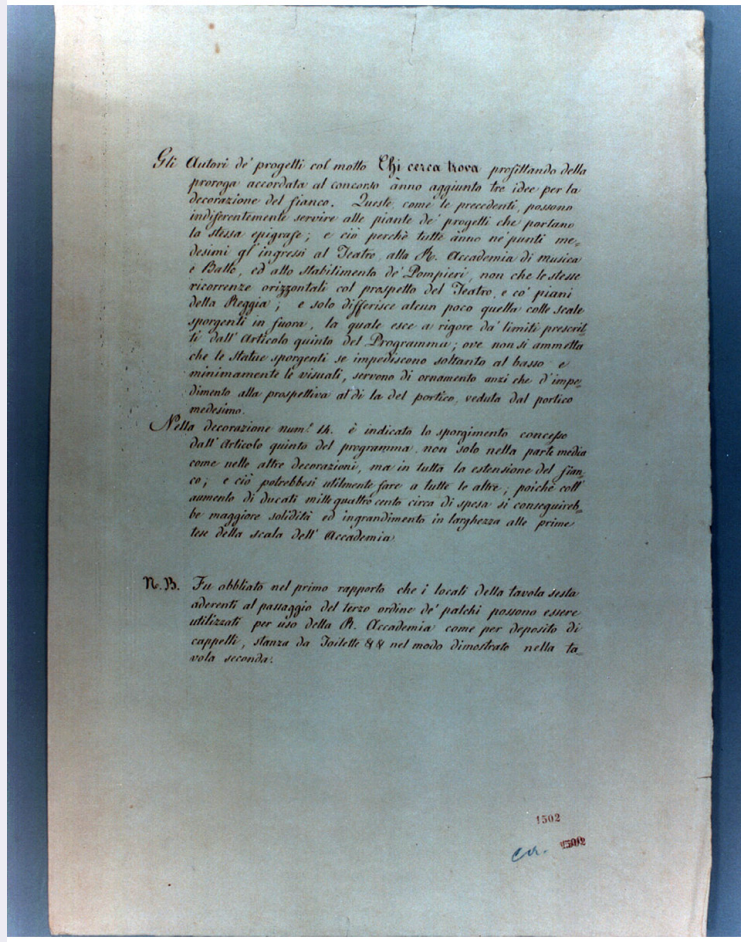 Gli Autori de' progetti col motto Chi cerca trova profittando della
proroga accordata al concorso ànno aggiunto tre idee per la
decorazione del fianco. Queste come le precedenti, possono
indiferentemente servire alle piante de' progetti che portano
la stessa epigrafe; e ciò perchè tutte ànno ne' punti me-
desimi gl'ingressi al Teatro, alla R. Accademia di musica
e Ballo, ed allo stabilimento de' Pompieri, non che le stesse
ricorrenze orizzontali col prospetto del Teatro, e co' piani
della Reggia; e solo differisce alcun poco quella colle scale
sporgenti in fuora, la quale esce a rigore da' limiti prescrit-
ti dall'Articolo quinto del Programma; ove non si ammetta
che le statue sporgenti se impediscono soltanto al basso e
minimamente le visuali, servono di ornamento anzi che d'impe-
dimento alla prospettiva al di la del portico, veduta dal portico
medesimo.
Nella decorazione num.° 14. è indicato lo sporgimento concesso
dall'Articolo quinto del programma, non solo nella parte media
come nelle altre decorazioni, ma in tutta la estensione del fian-
co; e ciò potrebbesi utilmente fare a tutte le altre, poichè coll'
aumento di ducati mille quattro cento circa di spesa si conseguireb-
be maggiore solidità ed ingrandimento in larghezza alle prime
tese della scala dell'Accademia.
N.B. Fu obbliato nel primo rapporto che i locali della tavola sesta
aderenti al passaggio del terzo ordine de' palchi possono essere
utilizzati per uso della R. Accademia come per deposito di
cappelli, stanza da Toilette && nel modo dimostrato nella ta-
vola seconda.
1502
1502